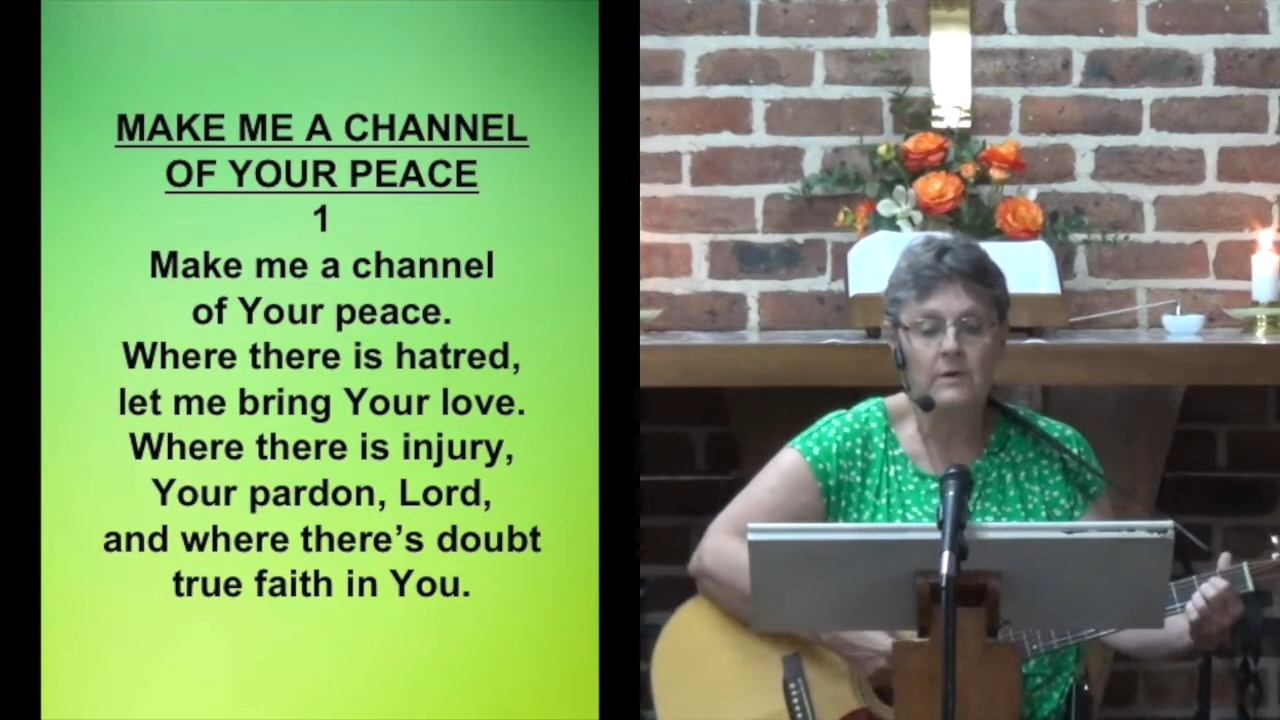 MAKE ME A CHANNEL
OF YOUR PEACE
1
Make me a channel
of Your peace.
Where there is hatred,
let me bring Your love.
Where there is injury,
Your pardon, Lord,
and where there’s doubt
true faith in You.